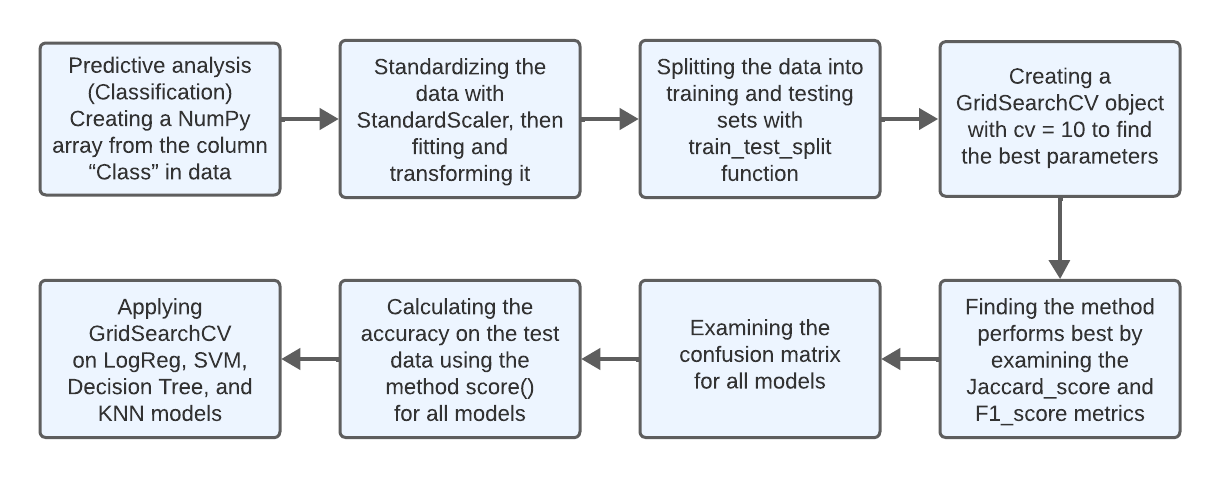 Predictive analysis
(Classification)
Creating a NumPy
array from the column
“Class” in data
Standardizing the
data with
StandardScaler, then
fitting and
transforming it
Splitting the data into
training and testing
sets with
train_test_split
function
Creating a
GridSearchCV object
with cv = 10 to find
the best parameters
Finding the method
performs best by
examining the
Jaccard_score and
F1_score metrics
Examining the
confusion matrix
for all models
Calculating the
accuracy on the test
data using the
method score()
for all models
Applying
GridSearchCV
on LogReg, SVM,
Decision Tree, and
KNN models